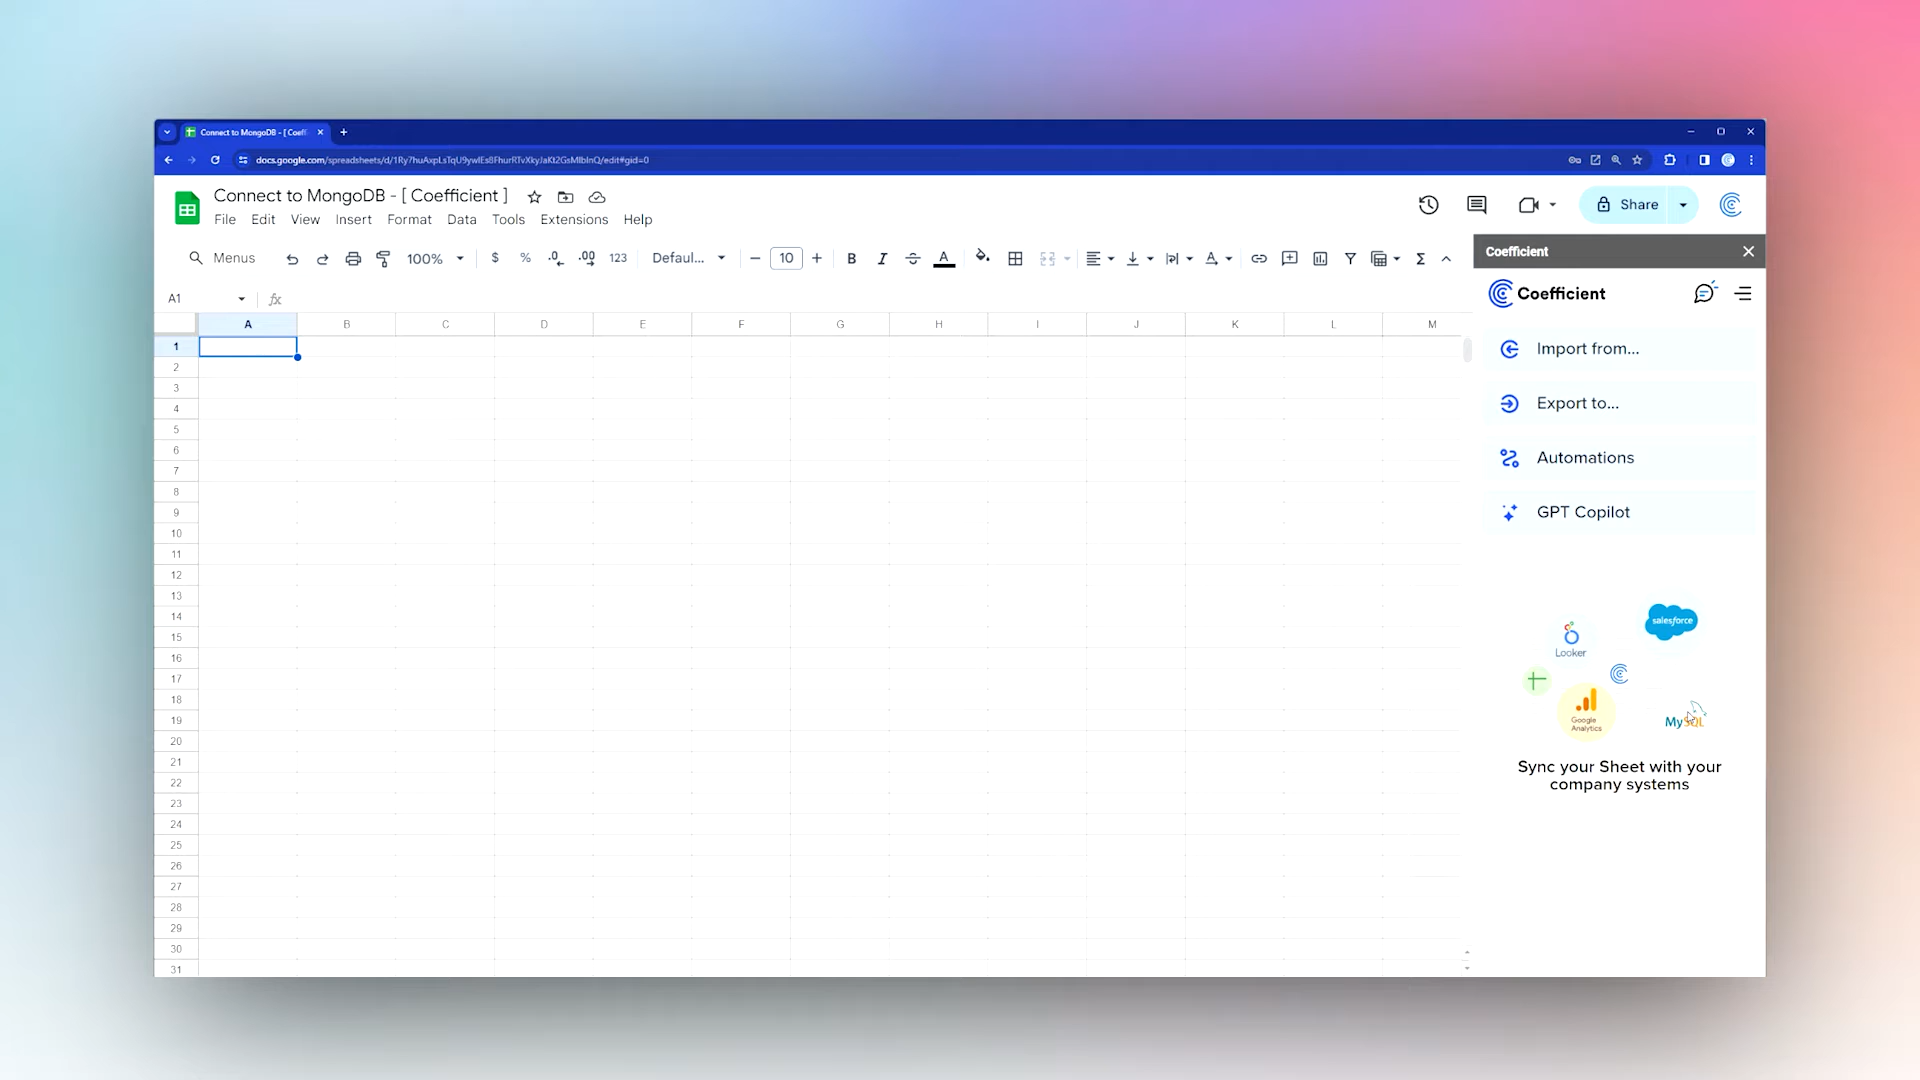 Connect to MongoDB - [ Coeff
docs.google.com/spreadsheets/d/1Ry7huAxpLsTqU9ywlEs8FhurRTvXkyJaKt2GsMlbInQ/edit#gid=0
Connect to MongoDB - [ Coefficient ]
File Edit View Insert Format Data Tools Extensions Help
Share
Menus 100% $ % .0 .00 123 Defaul... 10 B I A Σ
A1 fx
A B C D E F G H I J K L M
1
2
3
4
5
6
7
8
9
10
11
12
13
14
15
16
17
18
19
20
21
22
23
24
25
26
27
28
29
30
31
Coefficient
Coefficient
Import from...
Export to...
Automations
GPT Copilot
salesforce
Looker
Google
Analytics
MySQL
Sync your Sheet with your
company systems